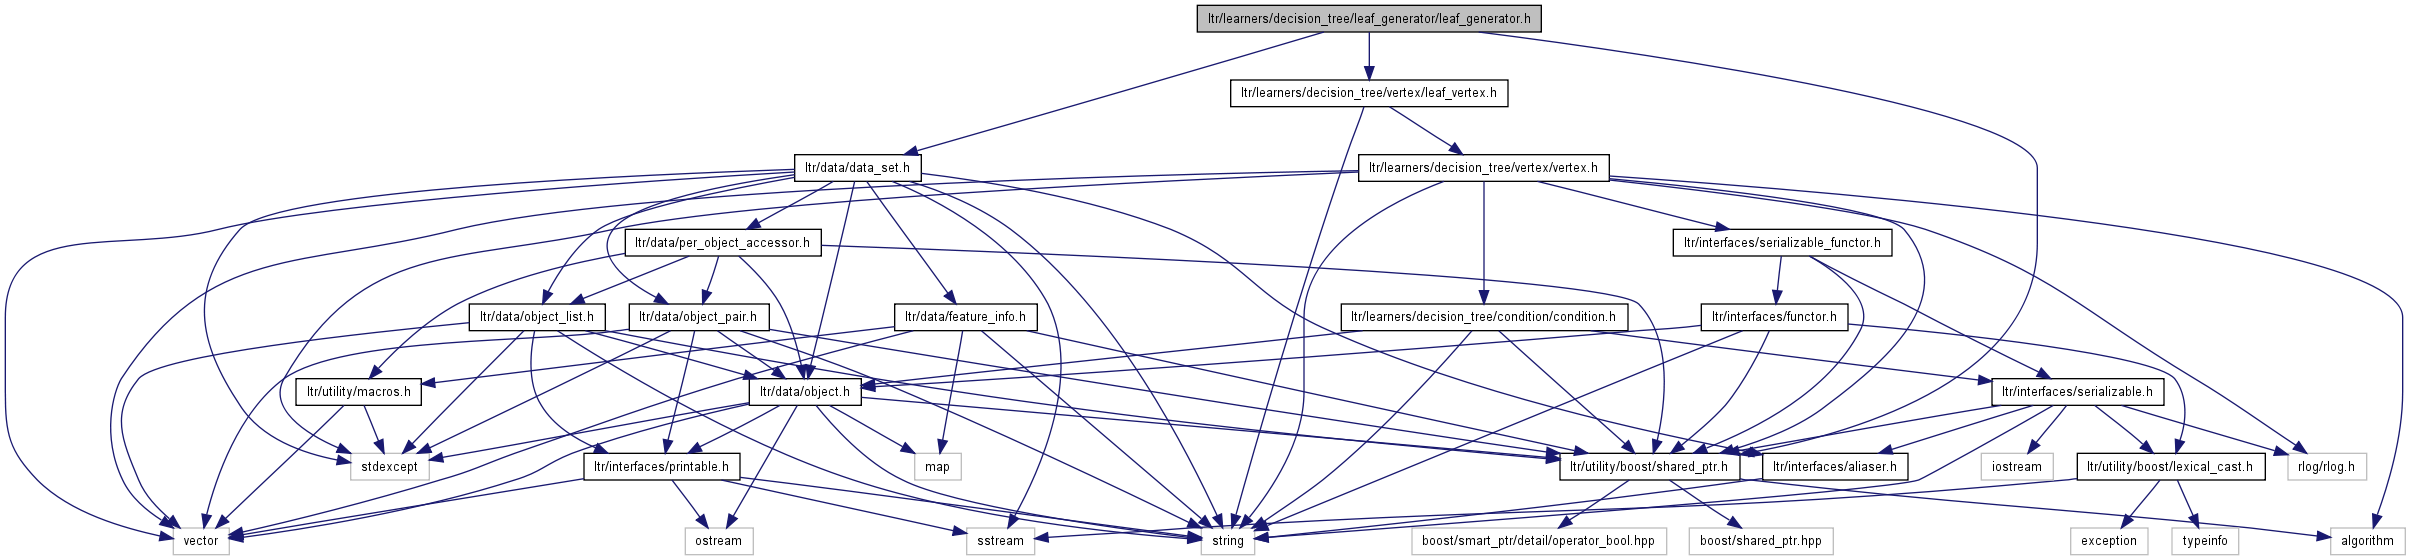 ltr/learners/decision_tree/leaf_generator/leaf_generator.h
ltr/learners/decision_tree/vertex/leaf_vertex.h
ltr/data/data_set.h
ltr/learners/decision_tree/vertex/vertex.h
ltr/data/per_object_accessor.h
ltr/interfaces/serializable_functor.h
ltr/data/object_list.h
ltr/data/object_pair.h
ltr/data/feature_info.h
ltr/learners/decision_tree/condition/condition.h
ltr/interfaces/functor.h
ltr/utility/macros.h
ltr/data/object.h
ltr/interfaces/serializable.h
stdexcept
ltr/interfaces/printable.h
map
ltr/utility/boost/shared_ptr.h
ltr/interfaces/aliaser.h
iostream
ltr/utility/boost/lexical_cast.h
rlog/rlog.h
vector
ostream
sstream
string
boost/smart_ptr/detail/operator_bool.hpp
boost/shared_ptr.hpp
exception
typeinfo
algorithm